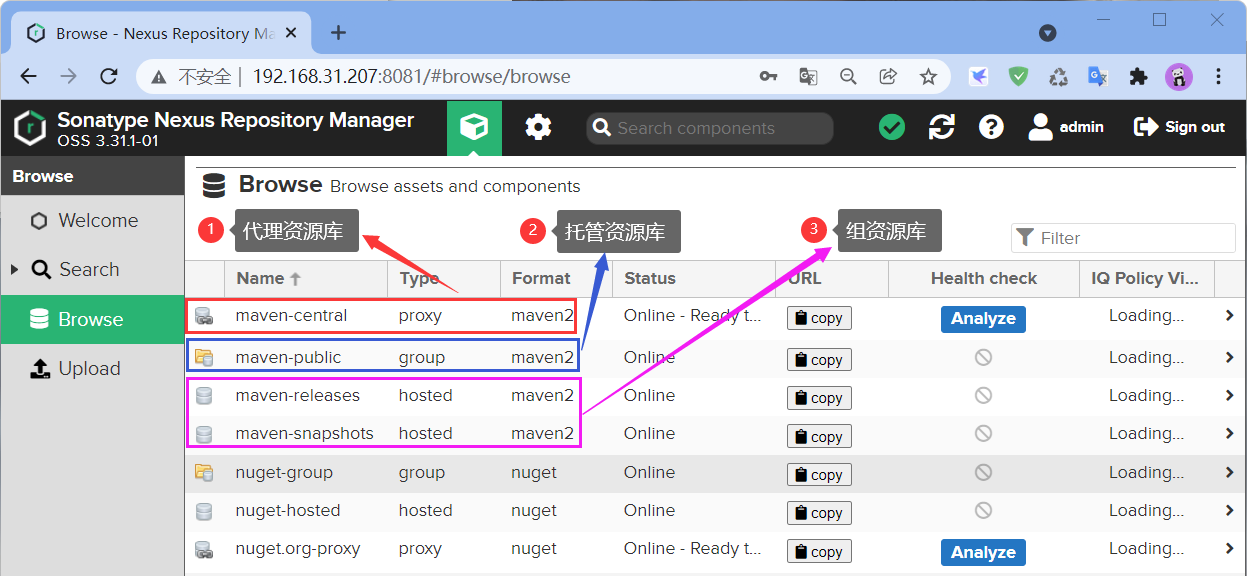 Browse - Nexus Repository Ma
不安全 | 192.168.31.207:8081/#browse/browse
Sonatype Nexus Repository Manager
OSS 3.31.1-01
Search components
admin
Sign out
Browse
Welcome
Search
Browse
Upload
Browse Browse assets and components
1 代理资源库
2 托管资源库
3 组资源库
Filter
Name Type Format Status URL Health check IQ Policy Vi...
maven-central proxy maven2 Online - Ready t... copy Analyze Loading...
maven-public group maven2 Online copy Loading...
maven-releases hosted maven2 Online copy Loading...
maven-snapshots hosted maven2 Online copy Loading...
nuget-group group nuget Online copy Loading...
nuget-hosted hosted nuget Online copy Loading...
nuget.org-proxy proxy nuget Online - Ready t... copy Analyze Loading...